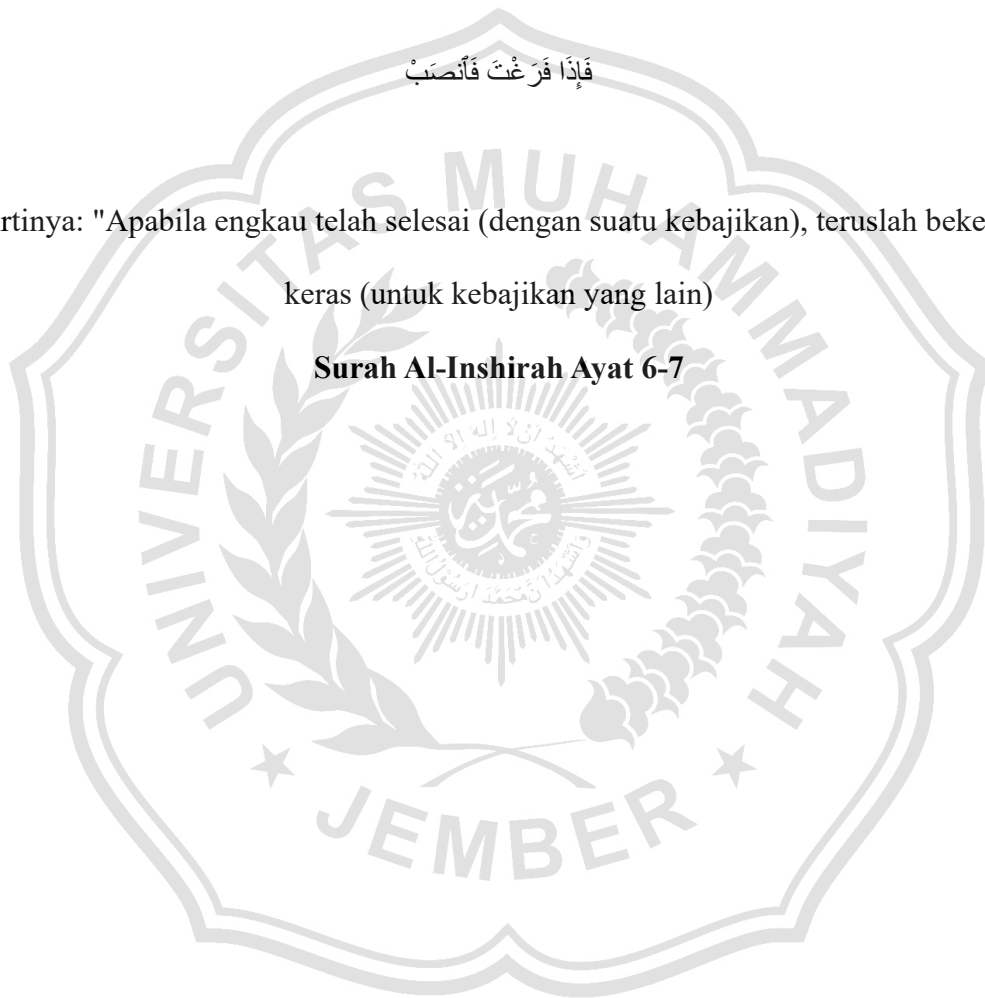 فَإِذَا فَرَغْتَ فَٱنصَبْ
rtinya: "Apabila engkau telah selesai (dengan suatu kebajikan), teruslah beke
keras (untuk kebajikan yang lain)
Surah Al-Inshirah Ayat 6-7
UNIVERSITAS MUHAMMADIYAH
JEMBER